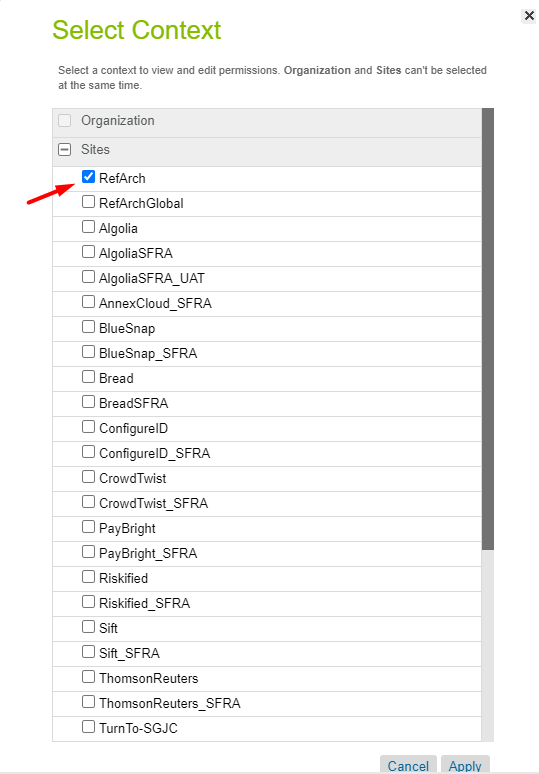 Select Context
Select a context to view and edit permissions. Organization and Sites can't be selected
at the same time.
Organization
Sites
RefArch
RefArchGlobal
Algolia
AlgoliaSFRA
AlgoliaSFRA_UAT
AnnexCloud_SFRA
BlueSnap
BlueSnap_SFRA
Bread
BreadSFRA
ConfigureID
ConfigureID_SFRA
CrowdTwist
CrowdTwist_SFRA
PayBright
PayBright_SFRA
Riskified
Riskified_SFRA
Sift
Sift_SFRA
ThomsonReuters
ThomsonReuters_SFRA
TurnTo-SGJC
Cancel Apply